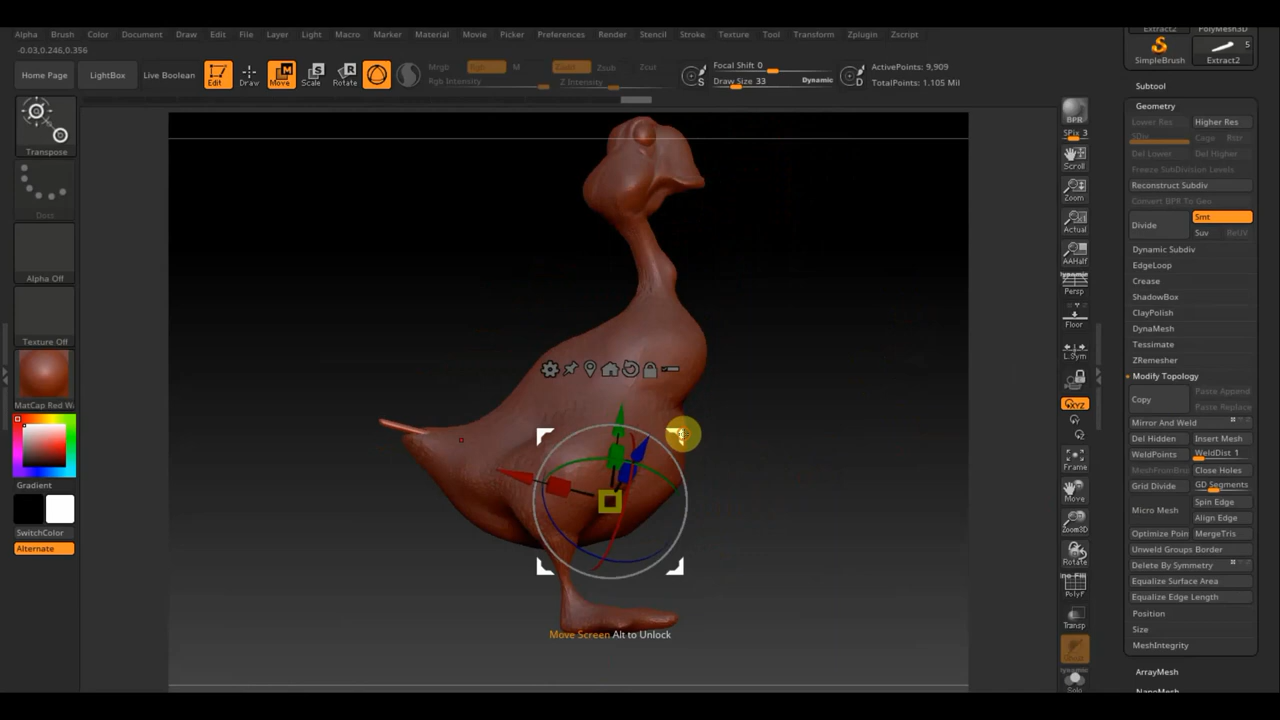 Alpha Brush Color Document Draw Edit File Layer Light Macro Marker Material Movie Picker Preferences Render Stencil Stroke Texture Tool Transform Zplugin Zscript
-0.03,0.246,0.356
Home Page LightBox Live Boolean
Edit Draw Move Scale Rotate
Mrgb Rgb M
Rgb Intensity
Zadd Zsub Zcut
Z Intensity
S
Focal Shift 0
Draw Size 33 Dynamic
D
ActivePoints: 9,909
TotalPoints: 1.105 Mil
Transpose
Dots
Alpha Off
Texture Off
MatCap Red Wa
Gradient
SwitchColor
Alternate
Move Screen Alt to Unlock
BPR
SPix 3
Scroll
Zoom
Actual
AAHalf
Dynamic
Persp
Floor
L.Sym
XYZ
Y
Z
Frame
Move
Zoom3D
Rotate
PolyF
Transp
Ghost
Solo
Extract2 PolyMesh3D
5
SimpleBrush Extract2
Subtool
Geometry
Lower Res Higher Res
SDiv Cage Rstr
Del Lower Del Higher
Freeze SubDivision Levels
Reconstruct Subdiv
Convert BPR To Geo
Divide Smt
Suv ReUV
Dynamic Subdiv
EdgeLoop
Crease
ShadowBox
ClayPolish
DynaMesh
Tessimate
ZRemesher
Modify Topology
Copy Paste Append
Paste Replace
Mirror And Weld
Del Hidden Insert Mesh
WeldPoints WeldDist 1
MeshFromBru Close Holes
Grid Divide GD Segments
Micro Mesh Spin Edge
Align Edge
Optimize Poin MergeTris
Unweld Groups Border
Delete By Symmetry
Equalize Surface Area
Equalize Edge Length
Position
Size
MeshIntegrity
ArrayMesh
NanoMesh